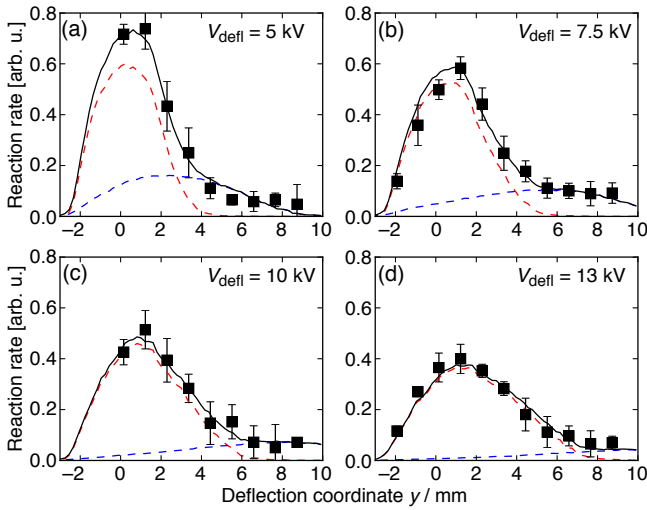 (a) V_defl = 5 kV
Reaction rate [arb. u.]
0.8
0.6
0.4
0.2
0.0
−2 0 2 4 6 8 10
(b) V_defl = 7.5 kV
0.8
0.6
0.4
0.2
0.0
−2 0 2 4 6 8 10
(c) V_defl = 10 kV
Reaction rate [arb. u.]
0.8
0.6
0.4
0.2
0.0
−2 0 2 4 6 8 10
(d) V_defl = 13 kV
0.8
0.6
0.4
0.2
0.0
−2 0 2 4 6 8 10
Deflection coordinate y / mm